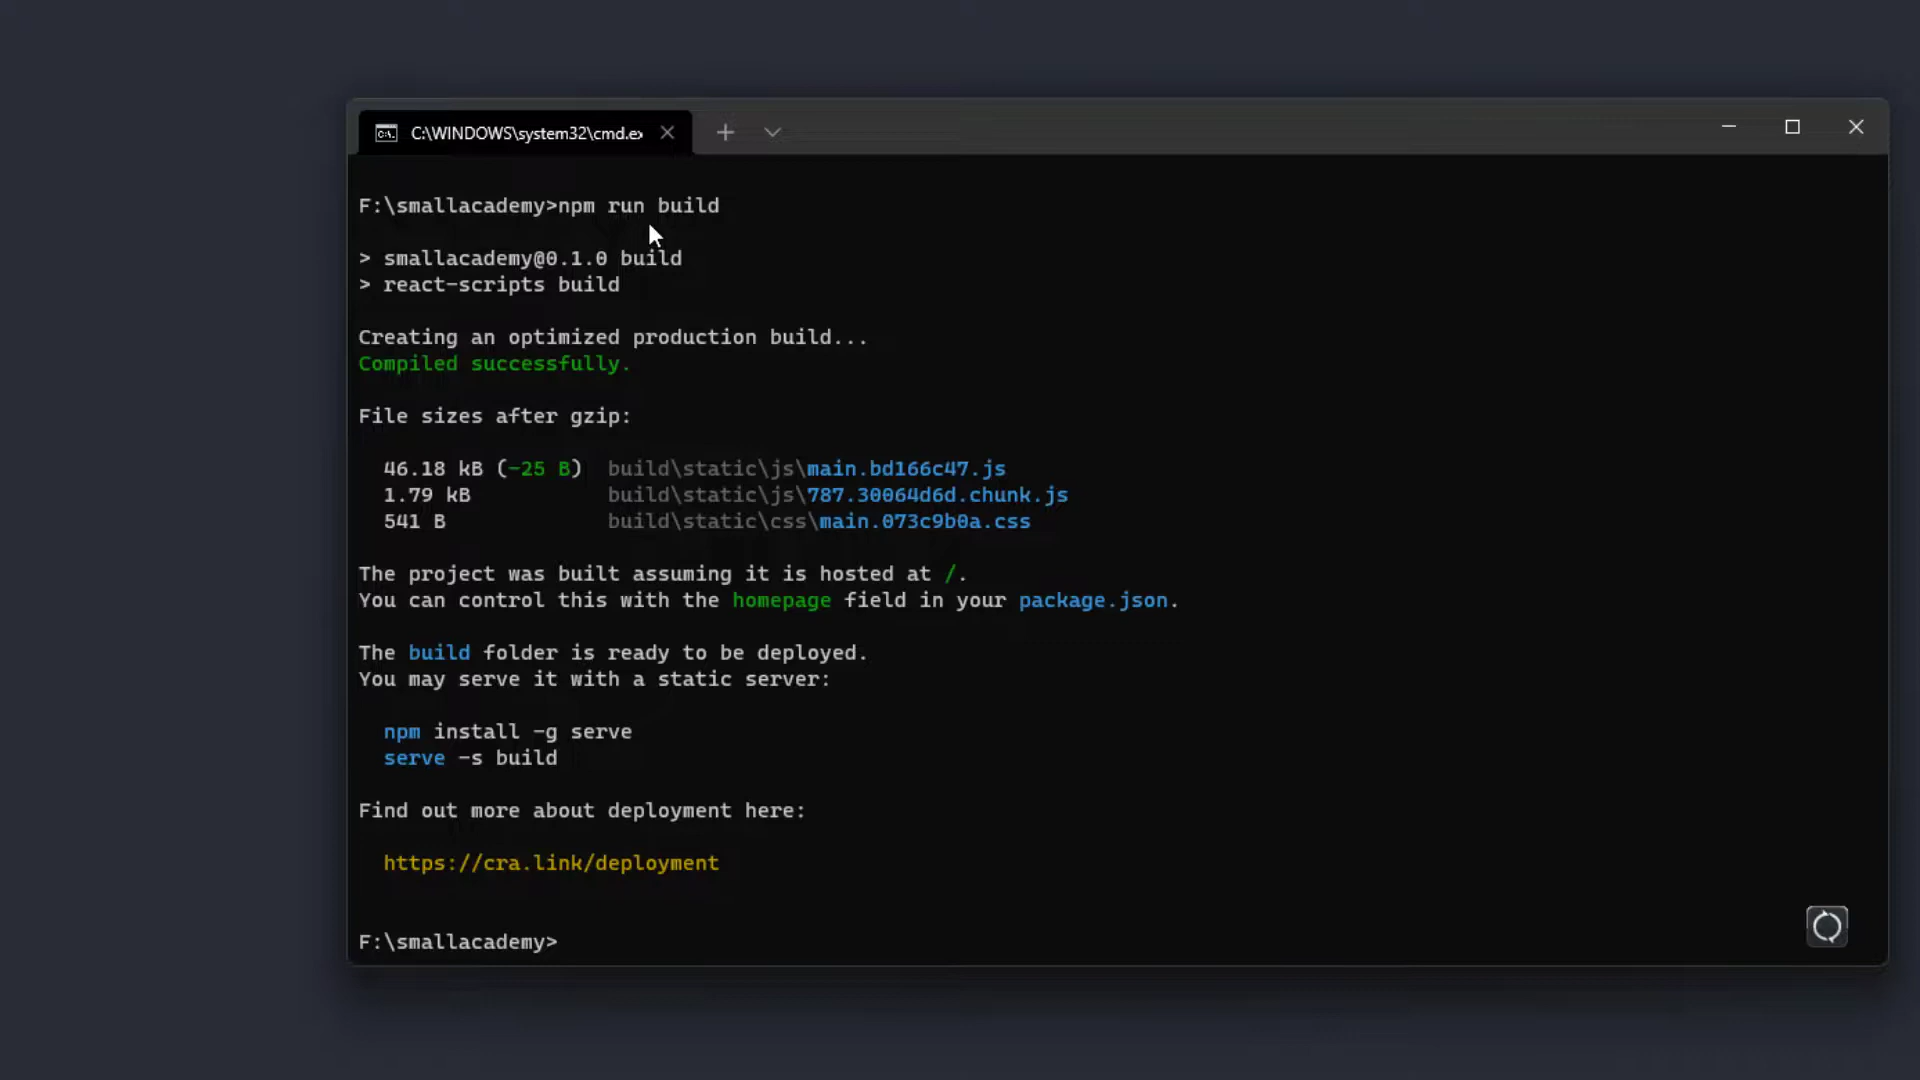 C:\WINDOWS\system32\cmd.ex
F:\smallacademy>npm run build
> smallacademy@0.1.0 build
> react-scripts build
Creating an optimized production build...
Compiled successfully.
File sizes after gzip:
46.18 kB (-25 B)  build\static\js\main.bd166c47.js
1.79 kB           build\static\js\787.30064d6d.chunk.js
541 B             build\static\css\main.073c9b0a.css
The project was built assuming it is hosted at /.
You can control this with the homepage field in your package.json.
The build folder is ready to be deployed.
You may serve it with a static server:
npm install -g serve
serve -s build
Find out more about deployment here:
https://cra.link/deployment
F:\smallacademy>